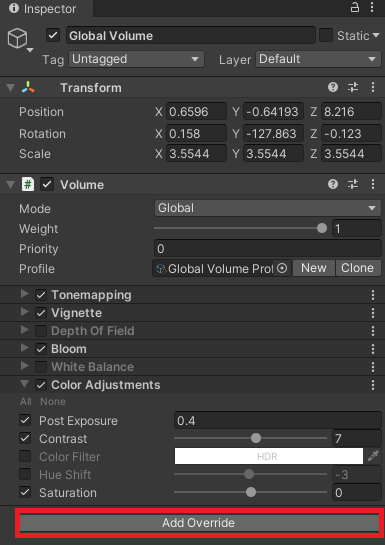 Inspector
Global Volume Static
Tag Untagged Layer Default
Transform
Position X 0.6596 Y -0.64193 Z 8.216
Rotation X 0.158 Y -127.863 Z -0.123
Scale X 3.5544 Y 3.5544 Z 3.5544
# Volume
Mode Global
Weight 1
Priority 0
Profile Global Volume Prof New Clone
Tonemapping
Vignette
Depth Of Field
Bloom
White Balance
Color Adjustments
All None
Post Exposure 0.4
Contrast 7
Color Filter HDR
Hue Shift -3
Saturation 0
Add Override